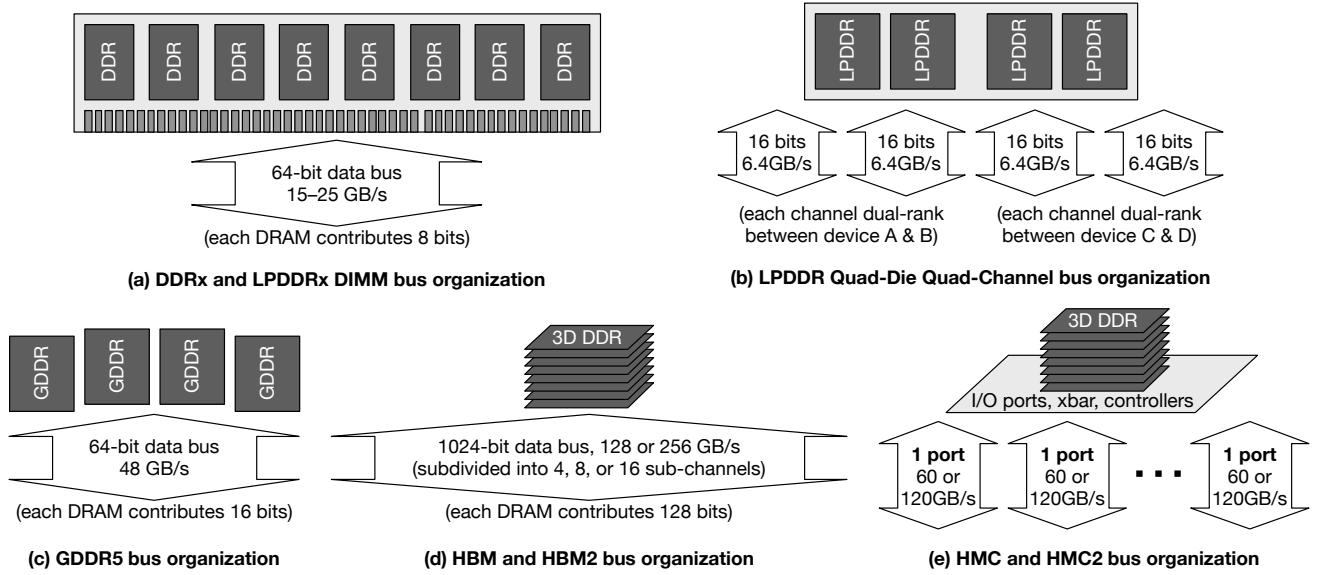 DDR
DDR
DDR
DDR
DDR
DDR
DDR
DDR
64-bit data bus
15–25 GB/s
(each DRAM contributes 8 bits)
(a) DDRx and LPDDRx DIMM bus organization
LPDDR
LPDDR
LPDDR
LPDDR
16 bits
6.4GB/s
16 bits
6.4GB/s
16 bits
6.4GB/s
16 bits
6.4GB/s
(each channel dual-rank
between device A & B)
(each channel dual-rank
between device C & D)
(b) LPDDR Quad-Die Quad-Channel bus organization
GDDR
GDDR
GDDR
GDDR
64-bit data bus
48 GB/s
(each DRAM contributes 16 bits)
(c) GDDR5 bus organization
3D DDR
1024-bit data bus, 128 or 256 GB/s
(subdivided into 4, 8, or 16 sub-channels)
(each DRAM contributes 128 bits)
(d) HBM and HBM2 bus organization
3D DDR
I/O ports, xbar, controllers
1 port
60 or
120GB/s
1 port
60 or
120GB/s
...
1 port
60 or
120GB/s
(e) HMC and HMC2 bus organization